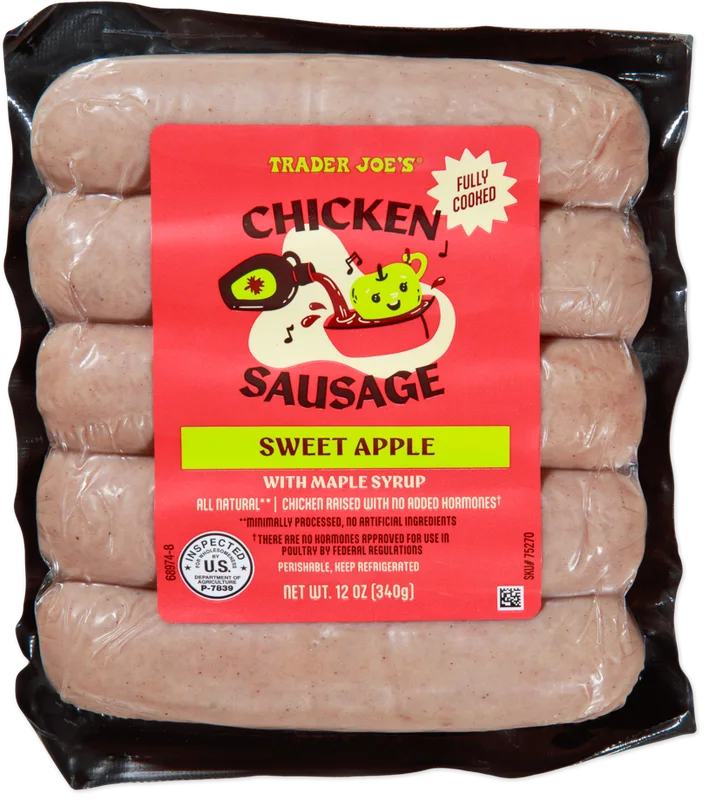 TRADER JOE'S®
FULLY
COOKED
CHICKEN
SAUSAGE
SWEET APPLE
WITH MAPLE SYRUP
ALL NATURAL** | CHICKEN RAISED WITH NO ADDED HORMONES†
**MINIMALLY PROCESSED, NO ARTIFICIAL INGREDIENTS
†THERE ARE NO HORMONES APPROVED FOR USE IN
POULTRY BY FEDERAL REGULATIONS
PERISHABLE, KEEP REFRIGERATED
NET WT. 12 OZ (340g)
68974-8
INSPECTED
FOR WHOLESOMENESS
BY
U.S.
DEPARTMENT OF
AGRICULTURE
P-7839
SKU# 75270